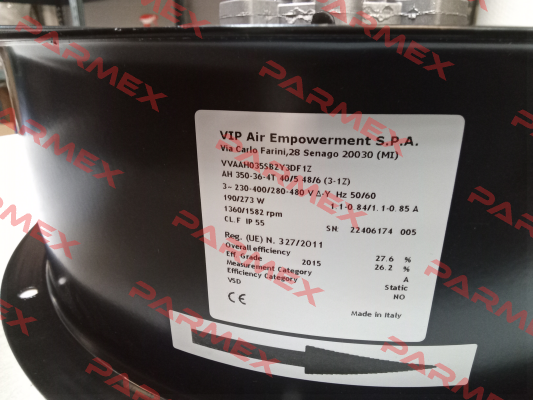 VIP Air Empowerment S.P.A.
Via Carlo Farini,28 Senago 20030 (MI)
VVAAH035SB2Y3DF1Z
AH 350-36-4T 40/5.48/6 (3-1Z)
3~ 230-400/280-480 V Δ-Y Hz 50/60
190/273 W 1.1-0.84/1.1-0.85 A
1360/1582 rpm
CL.F IP 55 SN 22406174 005
Reg. (UE) N. 327/2011
Overall efficiency 27.6 %
Eff Grade 2015 26.2 %
Measurement Category A
Efficiency Category Static
VSD NO
CE Made in Italy
PARMEX
PARMEX
PARMEX
PARMEX
PARMEX
PARMEX
PARMEX
PARMEX